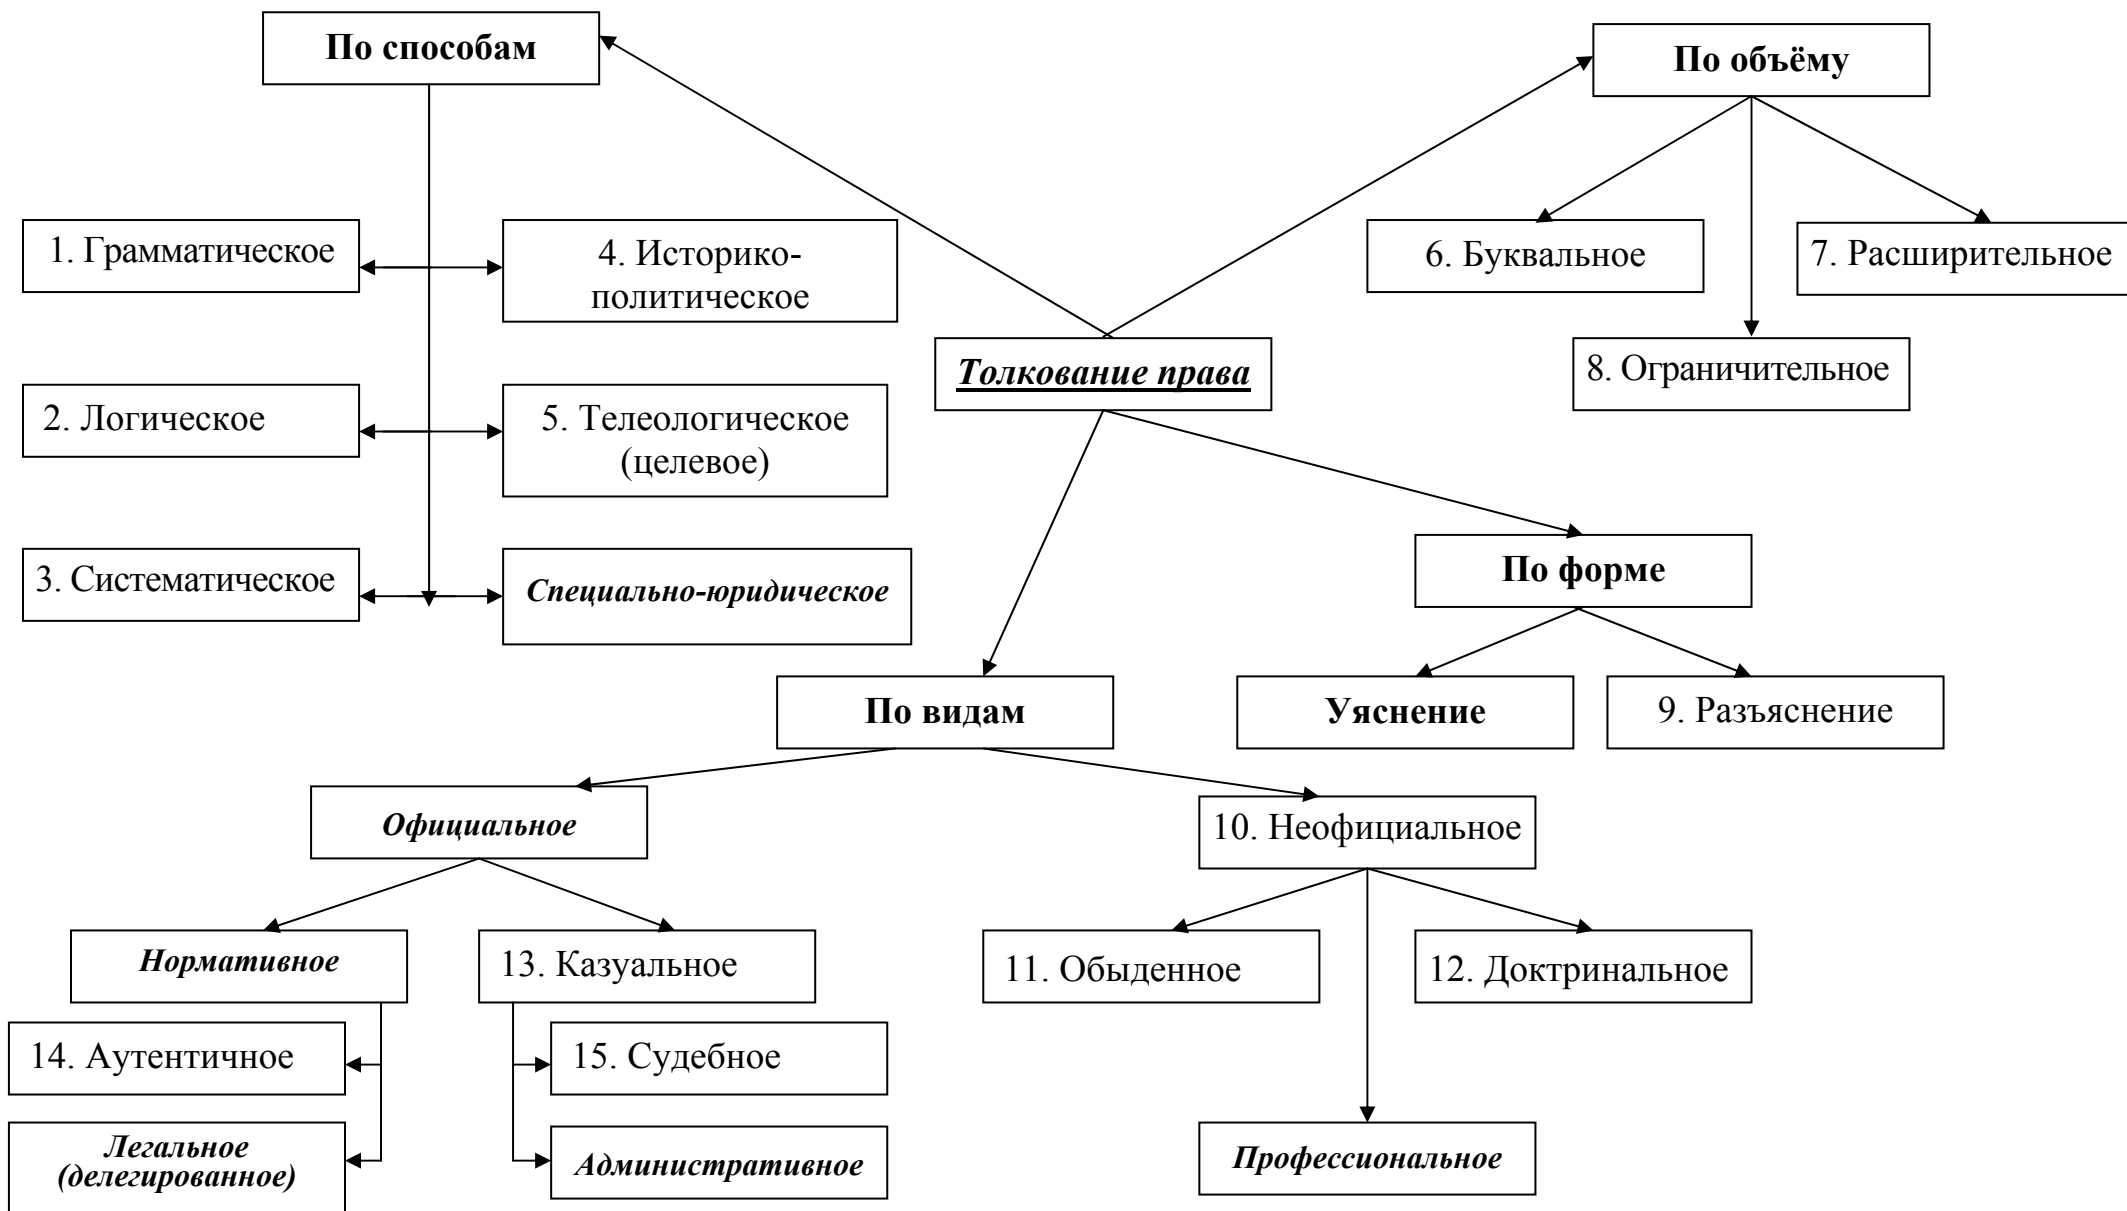 По способам
По объёму
1. Грамматическое
4. Историко-
политическое
6. Буквальное
7. Расширительное
Толкование права
8. Ограничительное
2. Логическое
5. Телеологическое
(целевое)
3. Систематическое
Специально-юридическое
По форме
По видам
Уяснение
9. Разъяснение
Официальное
10. Неофициальное
Нормативное
13. Казуальное
11. Обыденное
12. Доктринальное
14. Аутентичное
15. Судебное
Легальное
(делегированное)
Административное
Профессиональное